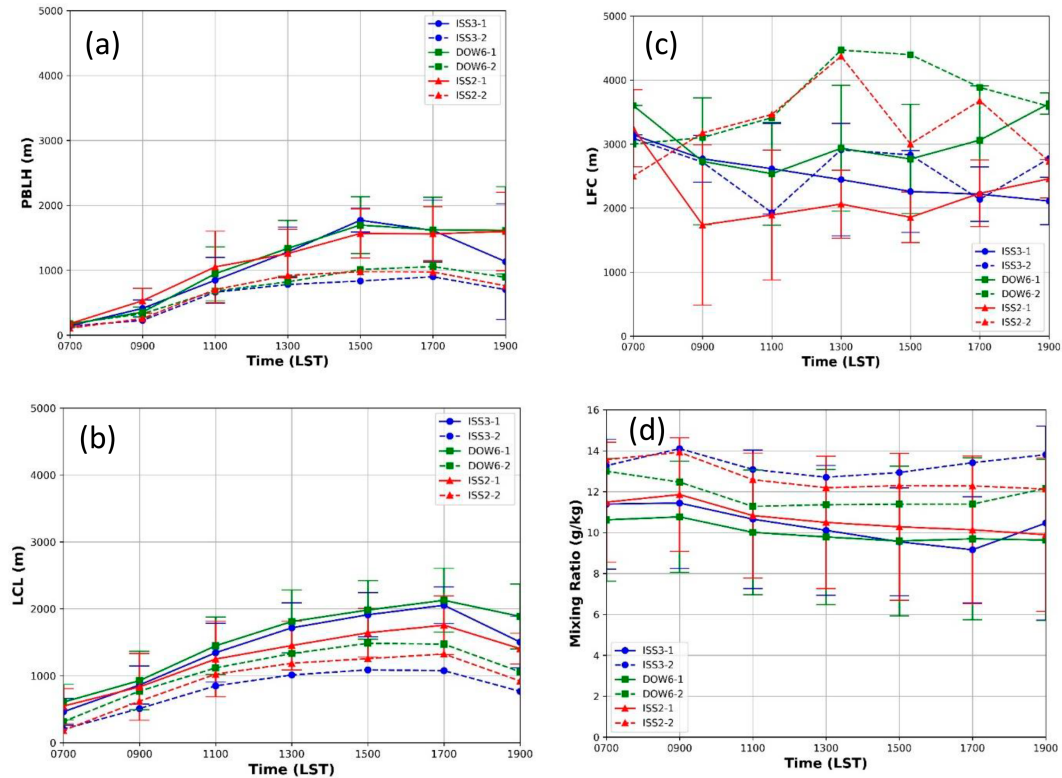 (a)
ISS3-1
ISS3-2
DOW6-1
DOW6-2
ISS2-1
ISS2-2
5000
4000
3000
2000
1000
0
PBLH (m)
0700 0900 1100 1300 1500 1700 1900
Time (LST)
(c)
5000
4000
3000
2000
1000
0
LFC (m)
ISS3-1
ISS3-2
DOW6-1
DOW6-2
ISS2-1
ISS2-2
0700 0900 1100 1300 1500 1700 1900
Time (LST)
(b)
ISS3-1
ISS3-2
DOW6-1
DOW6-2
ISS2-1
ISS2-2
5000
4000
3000
2000
1000
0
LCL (m)
0700 0900 1100 1300 1500 1700 1900
Time (LST)
(d)
16
14
12
10
8
6
4
2
0
Mixing Ratio (g/kg)
ISS3-1
ISS3-2
DOW6-1
DOW6-2
ISS2-1
ISS2-2
0700 0900 1100 1300 1500 1700 1900
Time (LST)